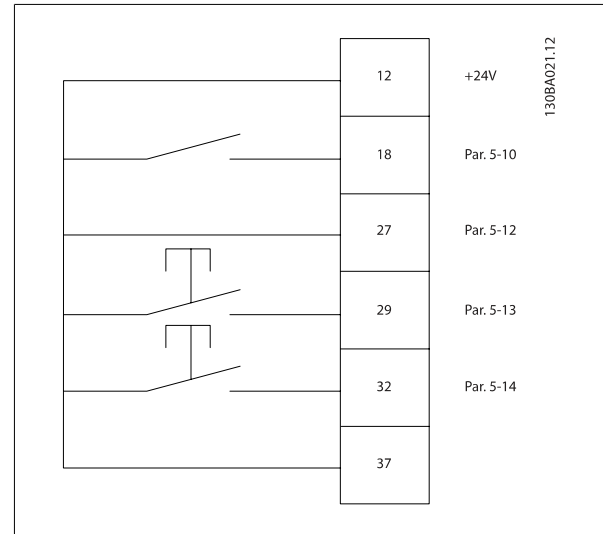 12 +24V
18 Par. 5-10
27 Par. 5-12
29 Par. 5-13
32 Par. 5-14
37
130BA021.12